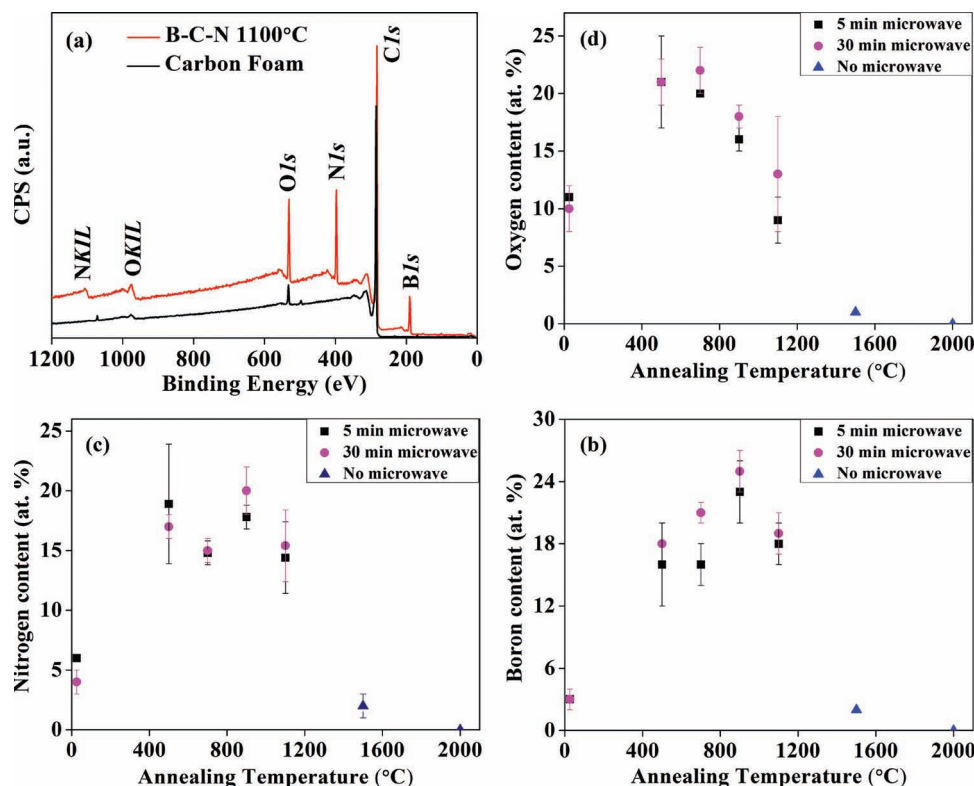 (a)
B-C-N 1100°C
Carbon Foam
C1s
O1s
N1s
NKIL
OKIL
B1s
CPS (a.u.)
1200 1000 800 600 400 200 0
Binding Energy (eV)
(d)
5 min microwave
30 min microwave
No microwave
Oxygen content (at. %)
25
20
15
10
5
0
0 400 800 1200 1600 2000
Annealing Temperature (°C)
(c)
5 min microwave
30 min microwave
No microwave
Nitrogen content (at. %)
25
20
15
10
5
0
0 400 800 1200 1600 2000
Annealing Temperature (°C)
(b)
5 min microwave
30 min microwave
No microwave
Boron content (at. %)
30
24
18
12
6
0
0 400 800 1200 1600 2000
Annealing Temperature (°C)